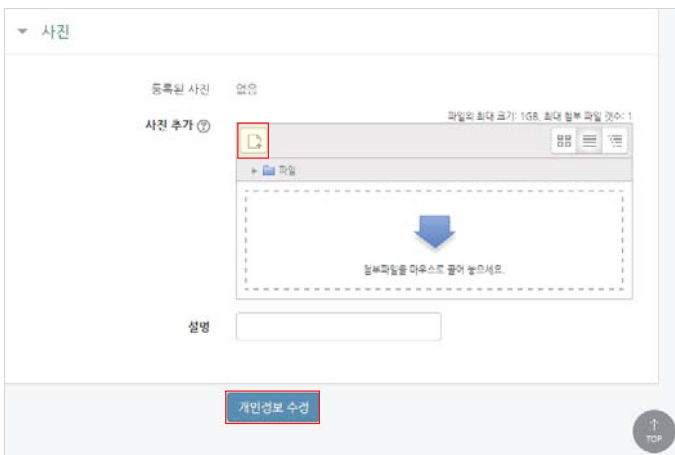 사진
등록된 사진 없음
파일의 최대 크기: 1GB, 최대 첨부 파일 갯수: 1
사진 추가
파일
첨부파일을 마우스로 끌어 놓으세요.
설명
개인정보 수정
TOP